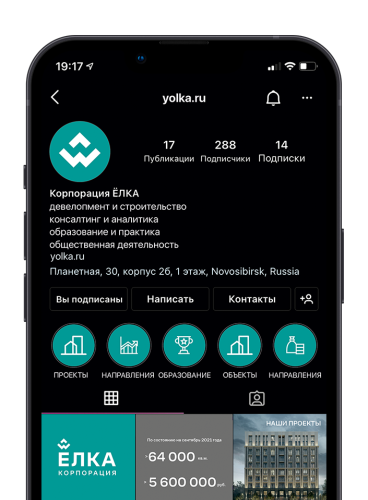 19:17
yolka.ru
17 288 14
Публикации Подписчики Подписки
Корпорация ЁЛКА
девелопмент и строительство
консалтинг и аналитика
образование и практика
общественная деятельность
yolka.ru
Планетная, 30, корпус 2б, 1 этаж, Novosibirsk, Russia
Вы подписаны Написать Контакты
ПРОЕКТЫ НАПРАВЛЕНИЯ ОБРАЗОВАНИЕ ОБЪЕКТЫ НАПРАВЛЕНИЯ
ЁЛКА
КОРПОРАЦИЯ
По состоянию на сентябрь 2021 года
64 000 кв.м.
5 600 000 руб.
НАШИ ПРОЕКТЫ